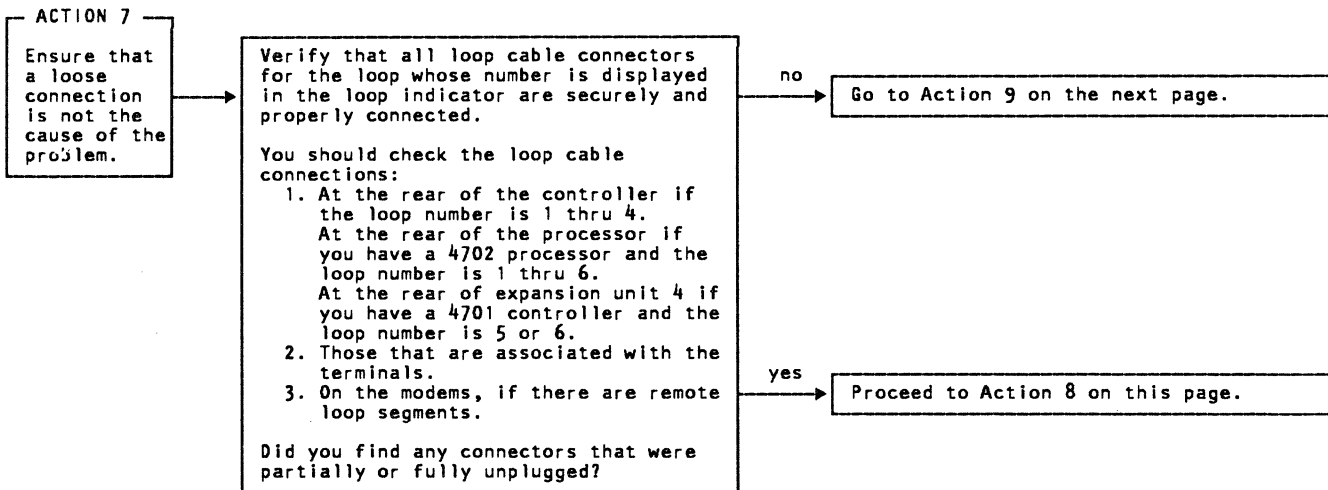 ACTION 7
Ensure that
a loose
connection
is not the
cause of the
problem.
Verify that all loop cable connectors
for the loop whose number is displayed
in the loop indicator are securely and
properly connected.
You should check the loop cable
connections:
1. At the rear of the controller if
the loop number is 1 thru 4.
At the rear of the processor if
you have a 4702 processor and the
loop number is 1 thru 6.
At the rear of expansion unit 4 if
you have a 4701 controller and the
loop number is 5 or 6.
2. Those that are associated with the
terminals.
3. On the modems, if there are remote
loop segments.
Did you find any connectors that were
partially or fully unplugged?
no
Go to Action 9 on the next page.
yes
Proceed to Action 8 on this page.